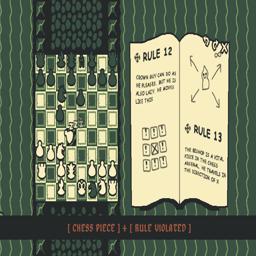 RULE 12
CROWN GUY CAN DO AS
HE PLEASES. BUT HE IS
ALSO LAZY. HE MOVES
LIKE THIS
RULE 13
THE BISHOP IS A VITAL
PIECE IN THE CHESS
ARSENAL. HE TRAVELS IN
THE DIRECTION OF X
[ CHESS PIECE ] + [ RULE VIOLATED ]